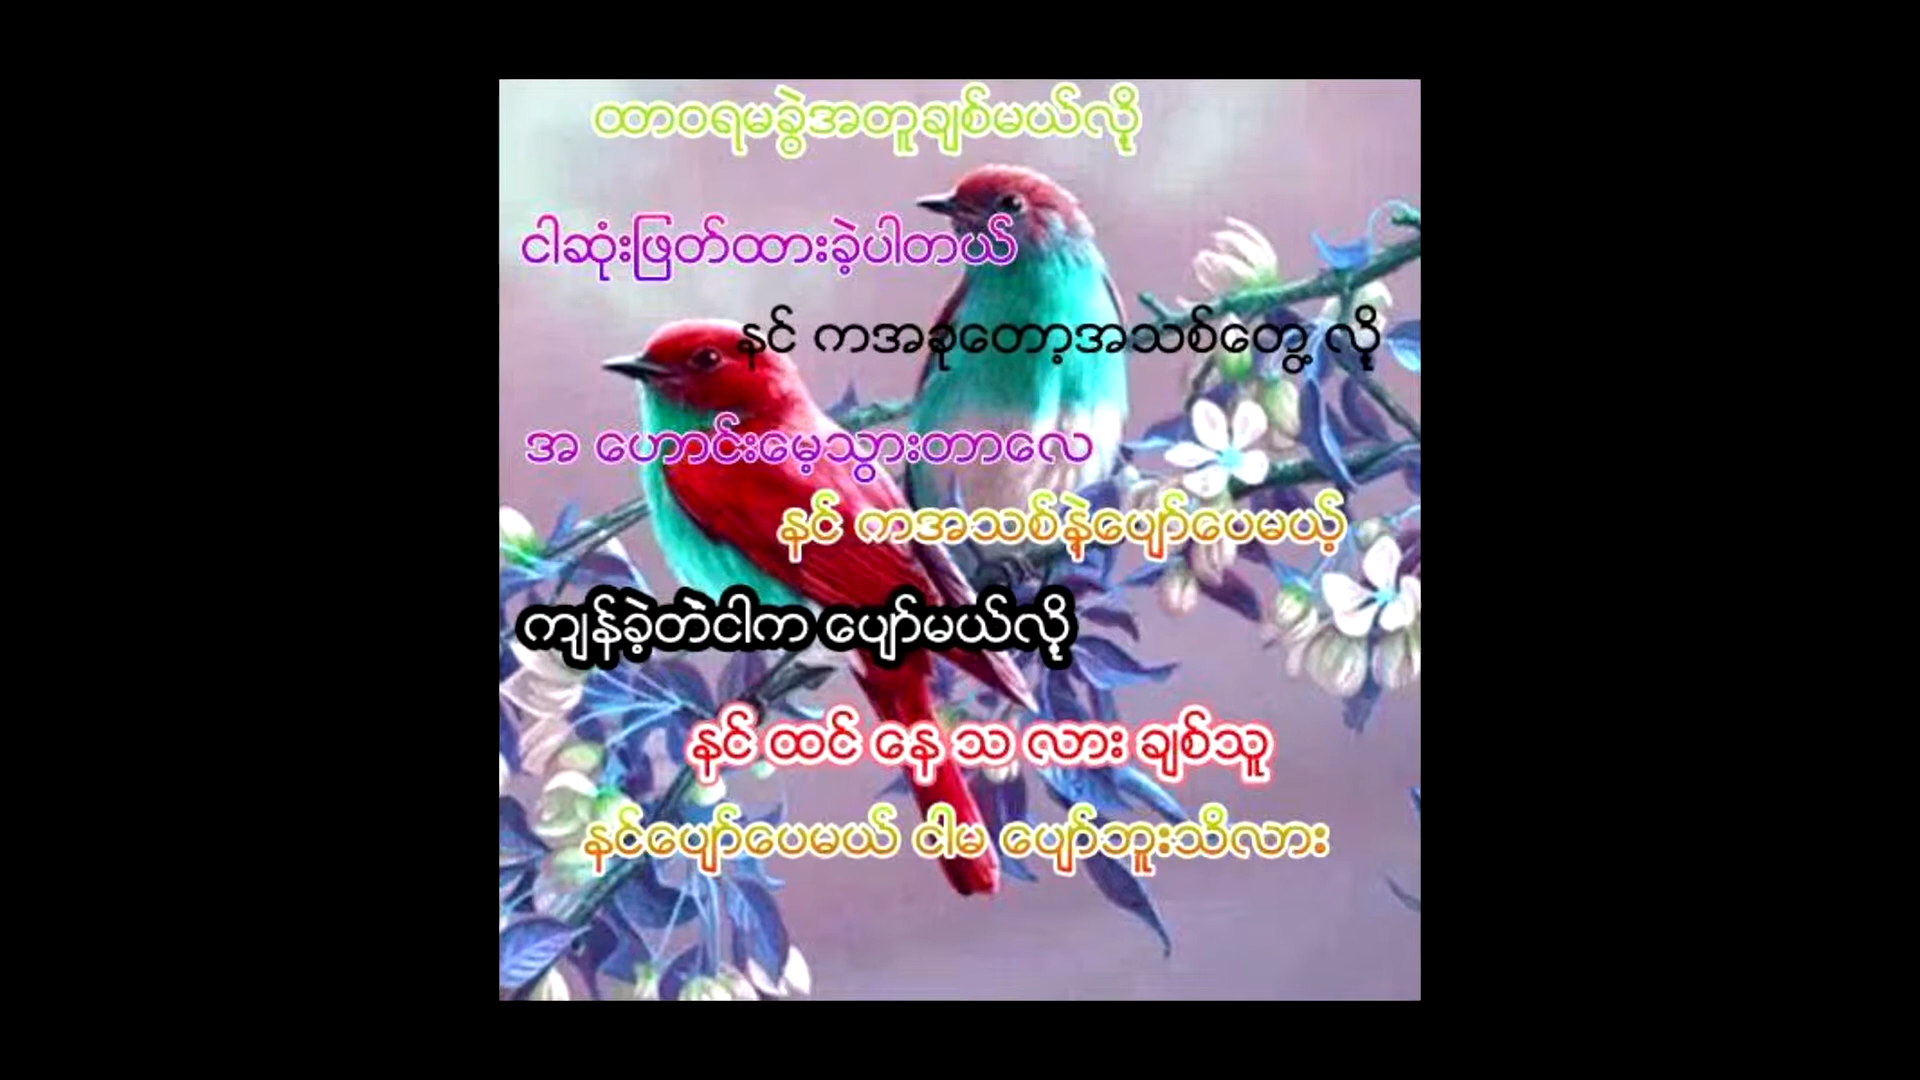 ထာဝရမခွဲအတူချစ်မယ်လို့
ငါဆုံးဖြတ်ထားခဲ့ပါတယ်
နင် ကအခုတော့အသစ်တွေ့ လို့
အ ဟောင်းမေ့သွားတာလေ
နင် ကအသစ်နဲ့ပျော်ပေမယ့်
ကျန်ခဲ့တဲငါက ပျော်မယ်လို့
နင် ထင် နေ သ လား ချစ်သူ
နင်ပျော်ပေမယ် ငါမ ပျော်ဘူးသိလား